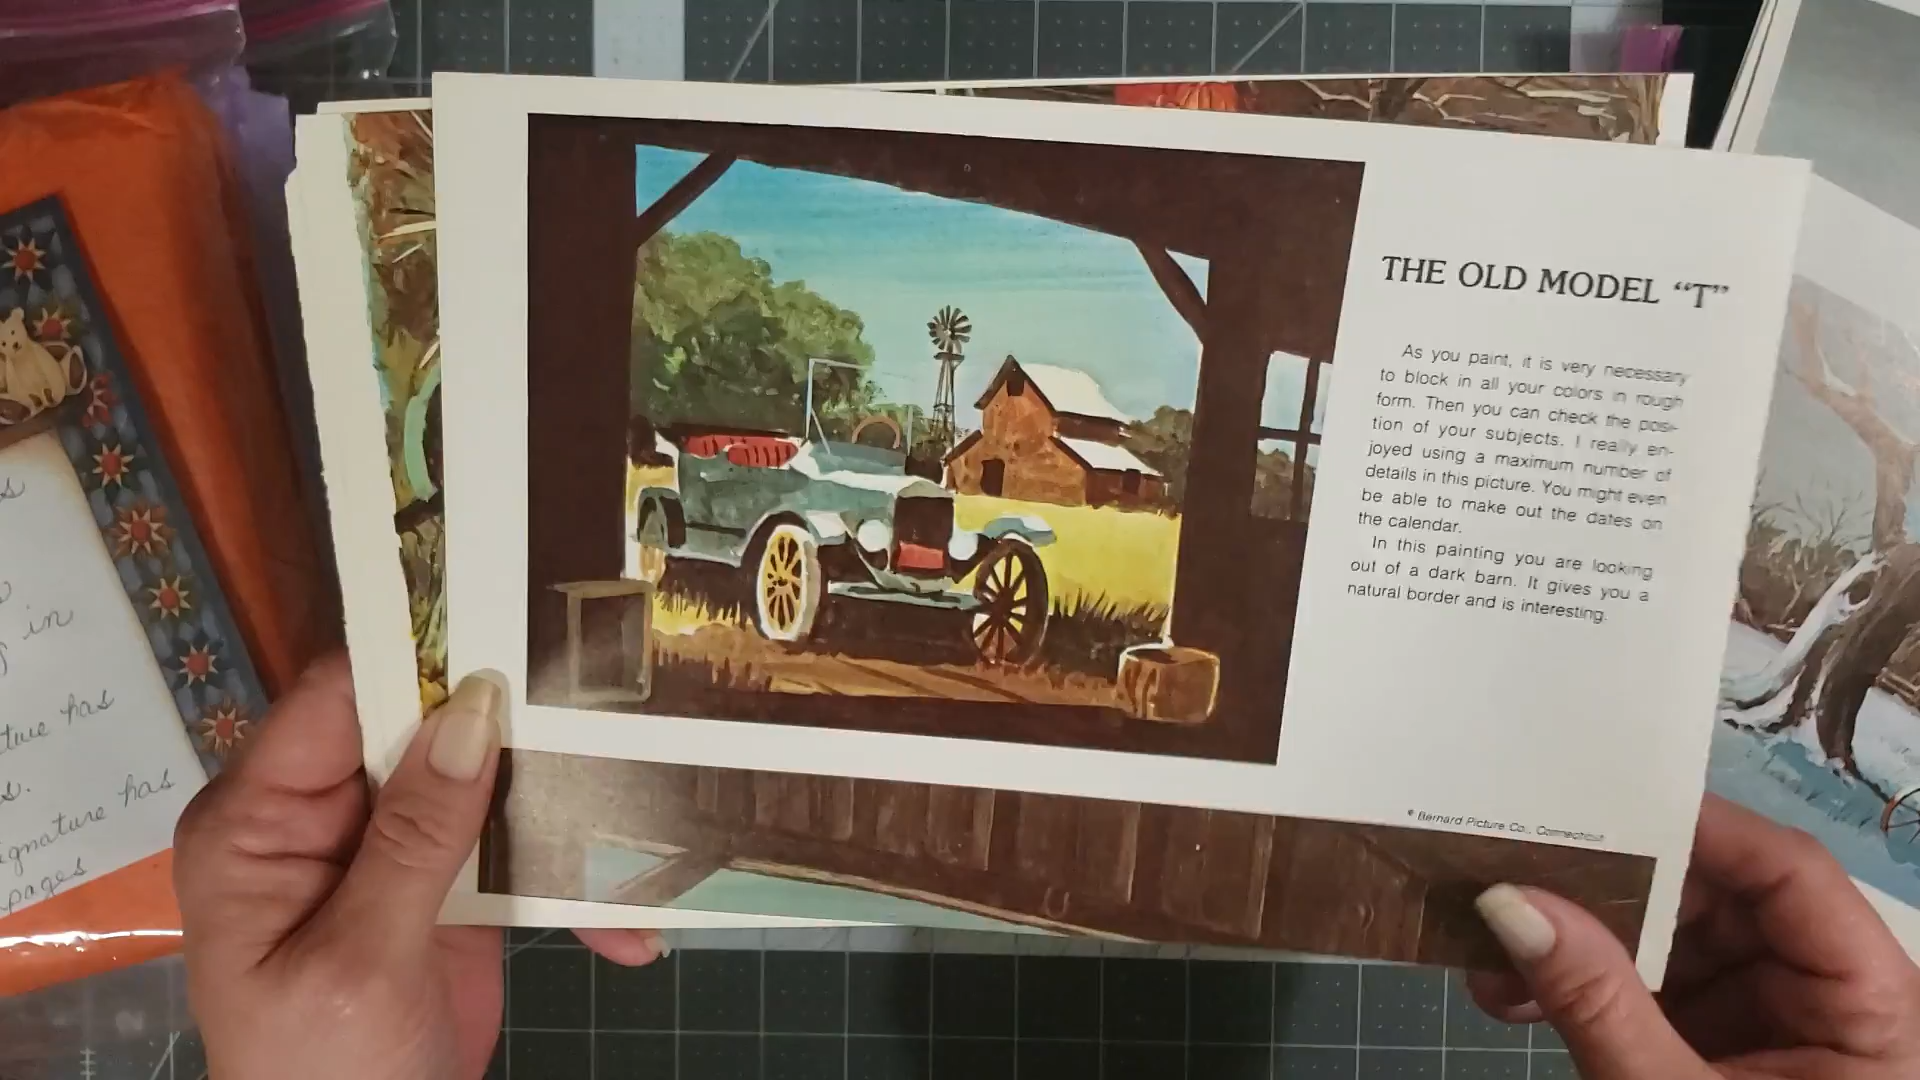 THE OLD MODEL “T”
As you paint, it is very necessary
to block in all your colors in rough
form. Then you can check the posi-
tion of your subjects. I really en-
joyed using a maximum number of
details in this picture. You might even
be able to make out the dates on
the calendar.
In this painting you are looking
out of a dark barn. It gives you a
natural border and is interesting.
© Bernard Picture Co., Connecticut
in
has
s.
ignature has
pages